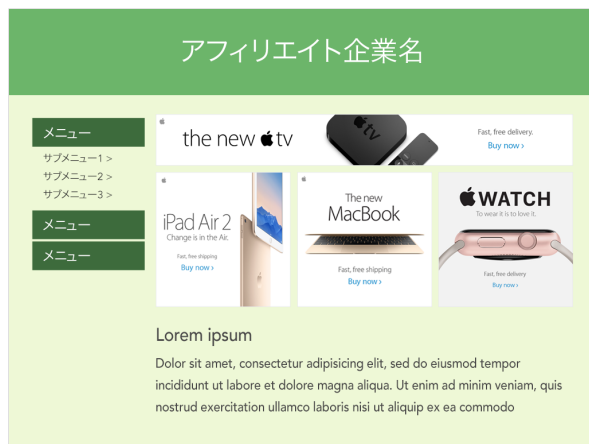 アフィリエイト企業名
メニュー
サブメニュー1 >
サブメニュー2 >
サブメニュー3 >
メニュー
メニュー
the new tv
tv
Fast, free delivery.
Buy now ›
iPad Air 2
Change is in the Air.
Fast, free shipping
Buy now ›
The new
MacBook
Fast, free shipping
Buy now ›
WATCH
To wear it is to love it.
Fast, free delivery
Buy now ›
Lorem ipsum
Dolor sit amet, consectetur adipisicing elit, sed do eiusmod tempor
incididunt ut labore et dolore magna aliqua. Ut enim ad minim veniam, quis
nostrud exercitation ullamco laboris nisi ut aliquip ex ea commodo